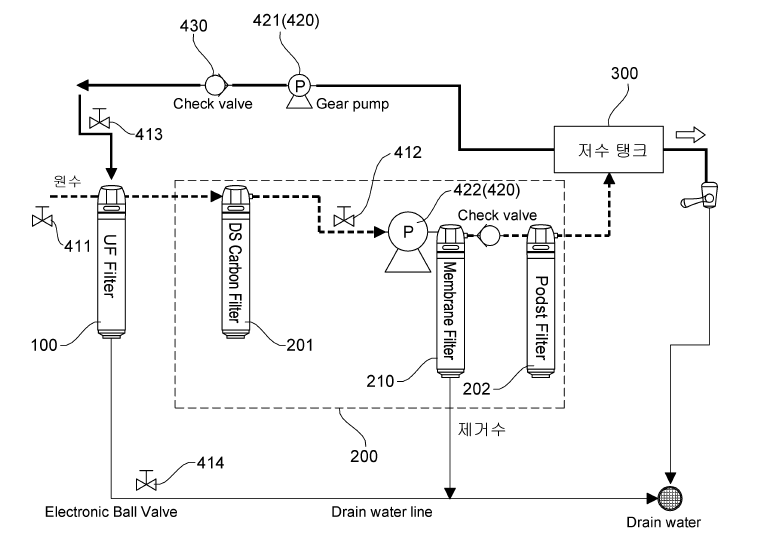 421(420)
430
Check valve
Gear pump
300
413
저수 탱크
412
원수
422(420)
Check valve
411
UF Filter
DS Carbon Filter
Membrane Filter
Podst Filter
100
201
210
202
제거수
200
414
Electronic Ball Valve
Drain water line
Drain water